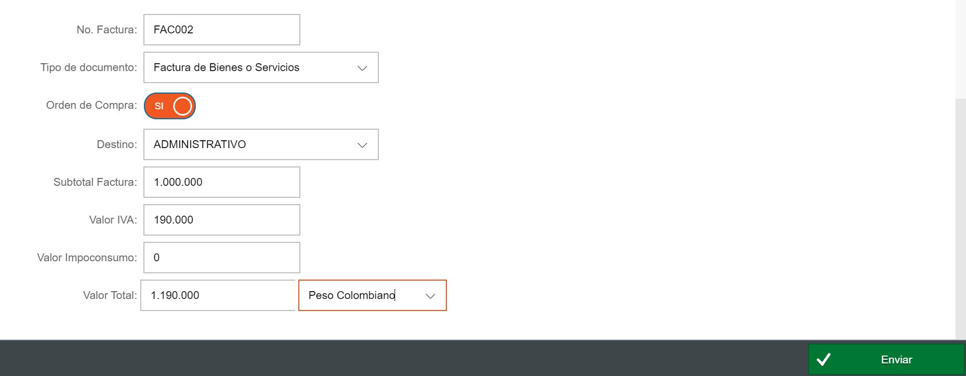 No. Factura: FAC002
Tipo de documento: Factura de Bienes o Servicios
Orden de Compra: SI
Destino: ADMINISTRATIVO
Subtotal Factura: 1.000.000
Valor IVA: 190.000
Valor Impoconsumo: 0
Valor Total: 1.190.000 Peso Colombiano
Enviar